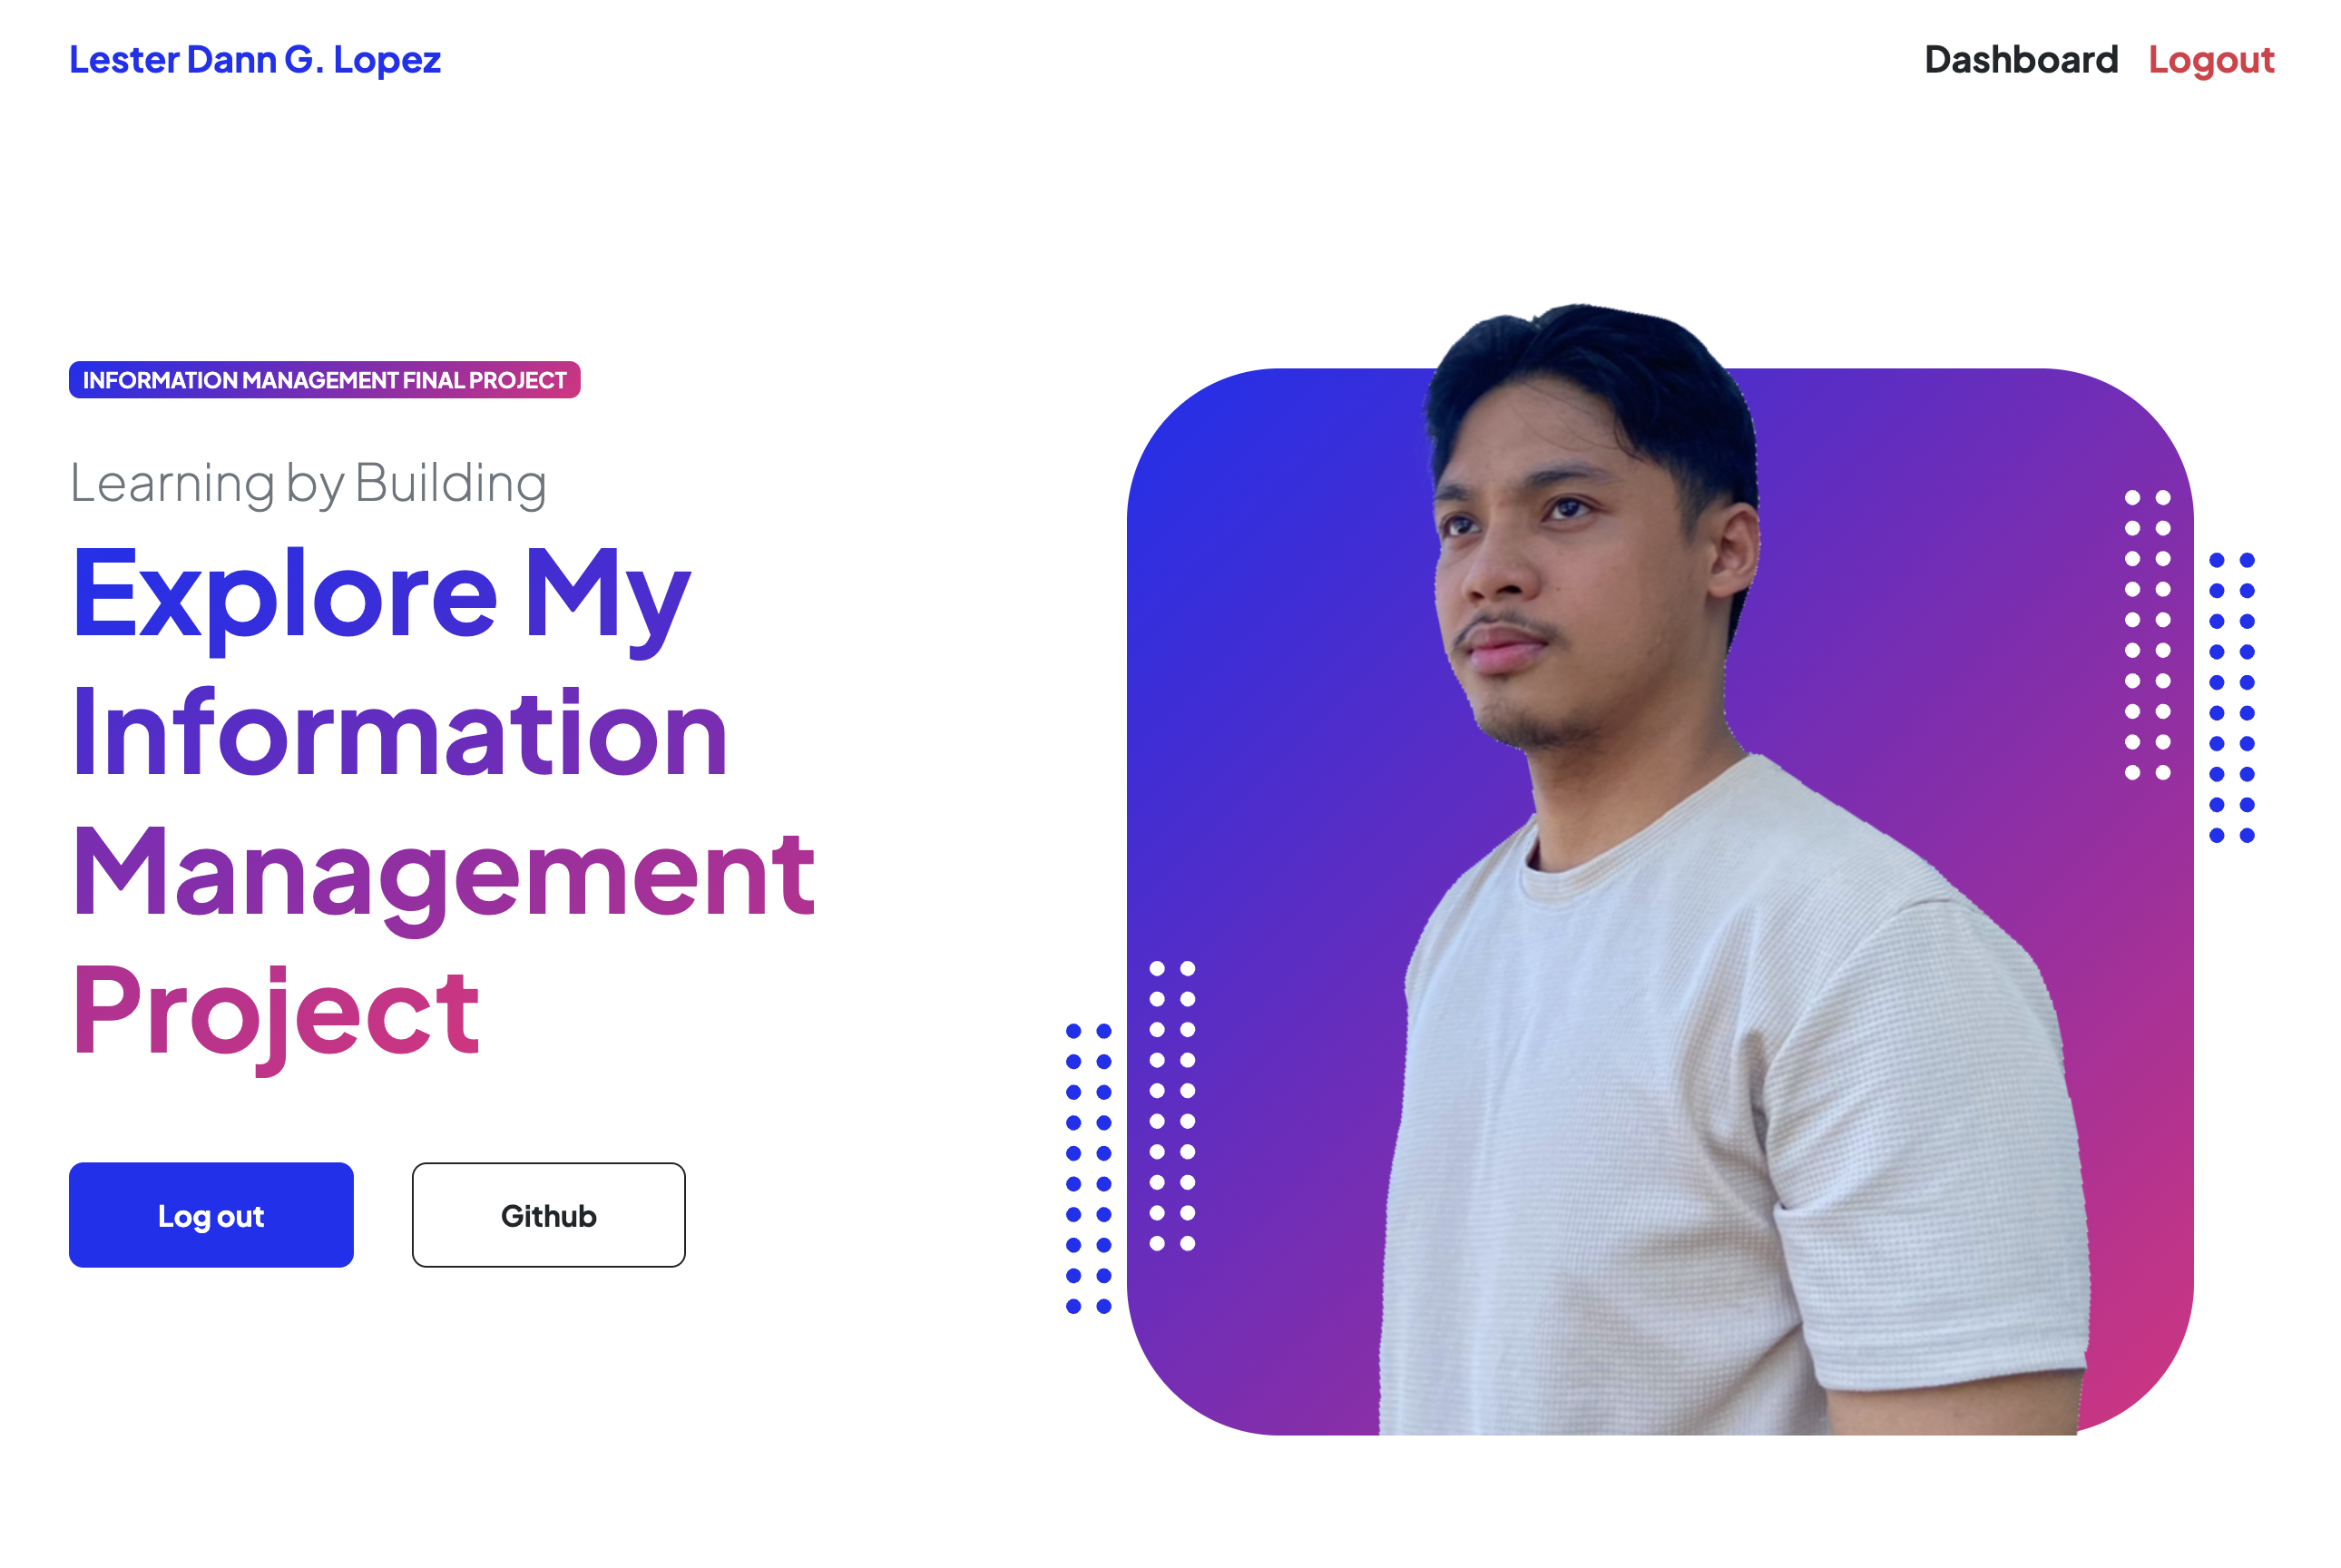 Lester Dann G. Lopez
Dashboard Logout
INFORMATION MANAGEMENT FINAL PROJECT
Learning by Building
Explore My
Information
Management
Project
Log out
Github